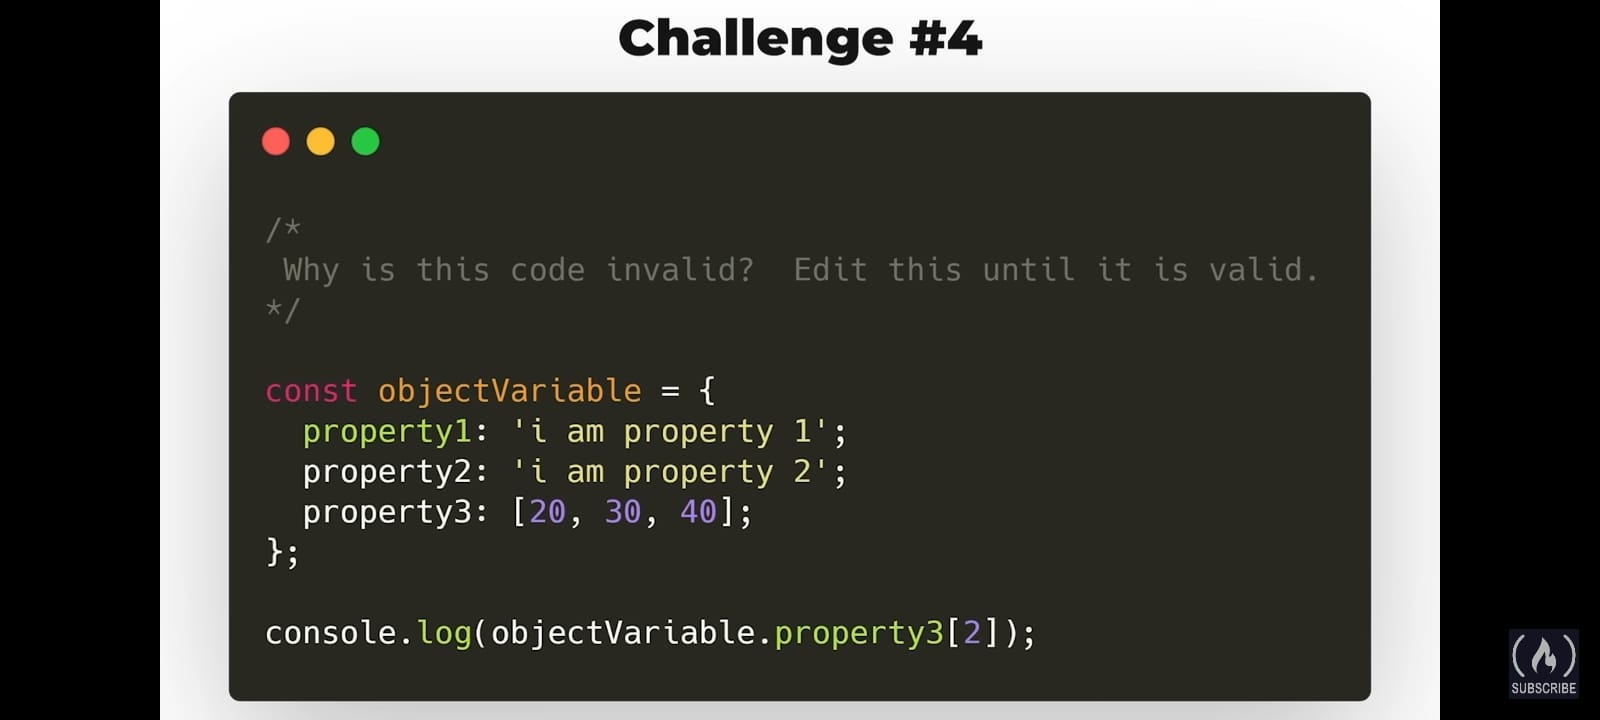 Challenge #4
/*
 Why is this code invalid?  Edit this until it is valid.
*/
const objectVariable = {
  property1: 'i am property 1';
  property2: 'i am property 2';
  property3: [20, 30, 40];
};
console.log(objectVariable.property3[2]);
SUBSCRIBE